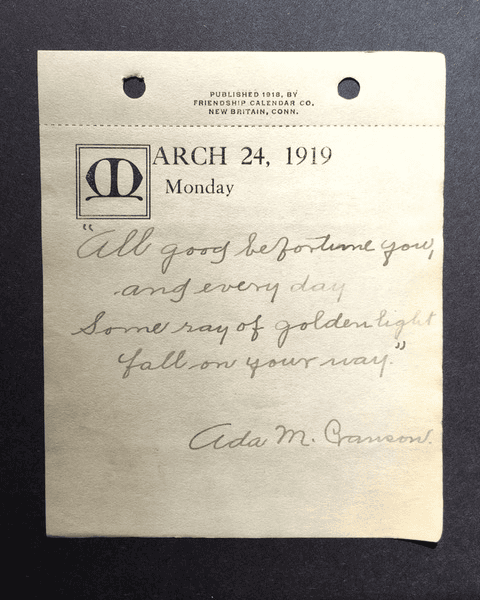 PUBLISHED 1918, BY
FRIENDSHIP CALENDAR CO.
NEW BRITAIN, CONN.
MARCH 24, 1919
Monday
"All good befortune you,
and every day
Some ray of golden light
fall on your way."
Ada M. Cranson.